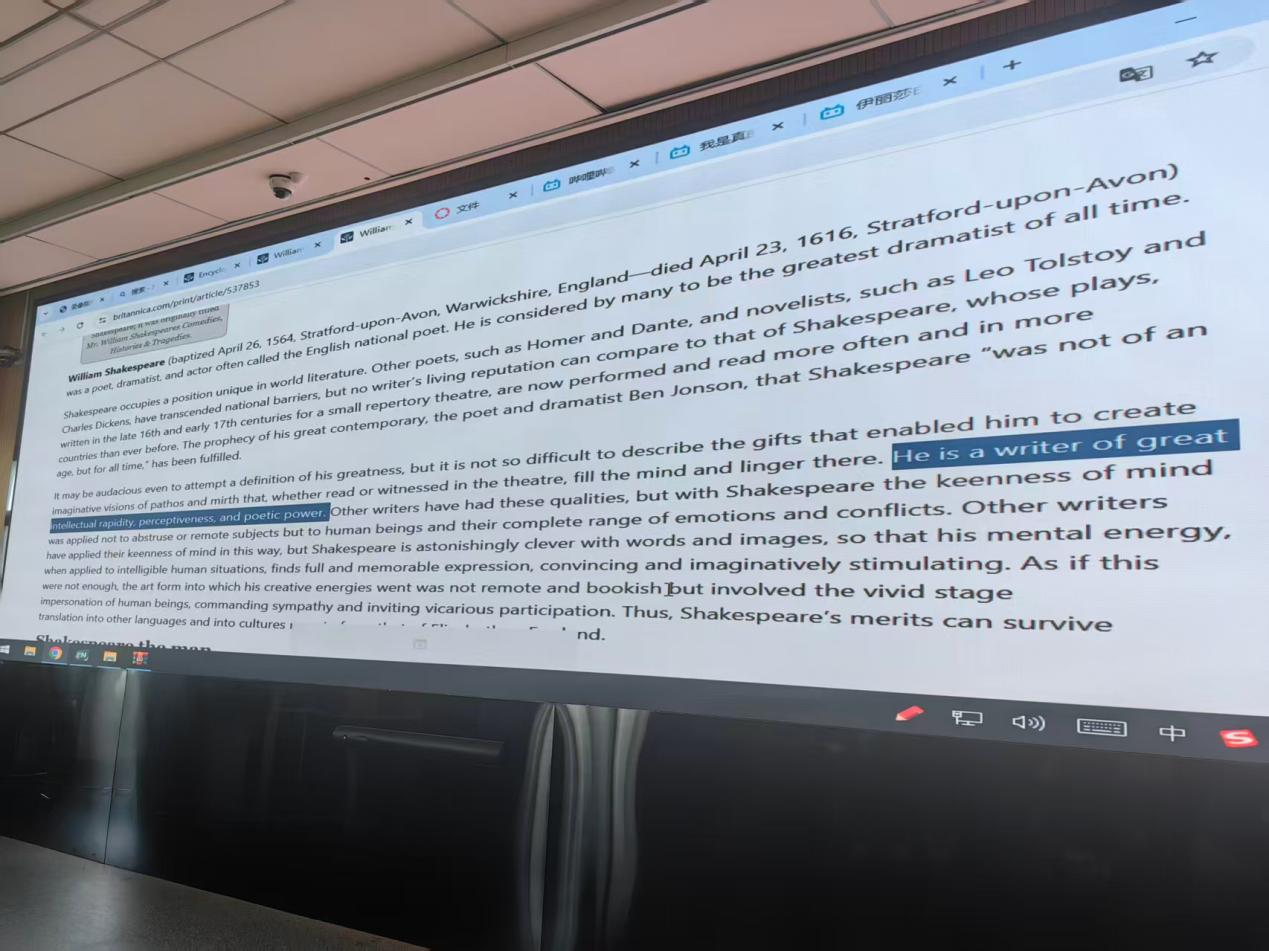 Encyclo
William
William
文件
哔哩哔哩
我是真
伊丽莎
britannica.com/print/article/537853
Shakespeare; it was originally titled
Mr. William Shakespeares Comedies,
Histories & Tragedies.
William Shakespeare (baptized April 26, 1564, Stratford-upon-Avon, Warwickshire, England—died April 23, 1616, Stratford-upon-Avon)
was a poet, dramatist, and actor often called the English national poet. He is considered by many to be the greatest dramatist of all time.
Shakespeare occupies a position unique in world literature. Other poets, such as Homer and Dante, and novelists, such as Leo Tolstoy and
Charles Dickens, have transcended national barriers, but no writer's living reputation can compare to that of Shakespeare, whose plays,
written in the late 16th and early 17th centuries for a small repertory theatre, are now performed and read more often and in more
countries than ever before. The prophecy of his great contemporary, the poet and dramatist Ben Jonson, that Shakespeare "was not of an
age, but for all time," has been fulfilled.
It may be audacious even to attempt a definition of his greatness, but it is not so difficult to describe the gifts that enabled him to create
imaginative visions of pathos and mirth that, whether read or witnessed in the theatre, fill the mind and linger there. He is a writer of great
intellectual rapidity, perceptiveness, and poetic power. Other writers have had these qualities, but with Shakespeare the keenness of mind
was applied not to abstruse or remote subjects but to human beings and their complete range of emotions and conflicts. Other writers
have applied their keenness of mind in this way, but Shakespeare is astonishingly clever with words and images, so that his mental energy,
when applied to intelligible human situations, finds full and memorable expression, convincing and imaginatively stimulating. As if this
were not enough, the art form into which his creative energies went was not remote and bookish but involved the vivid stage
impersonation of human beings, commanding sympathy and inviting vicarious participation. Thus, Shakespeare's merits can survive
translation into other languages and into cultures nd.
Shakespeare the man
中